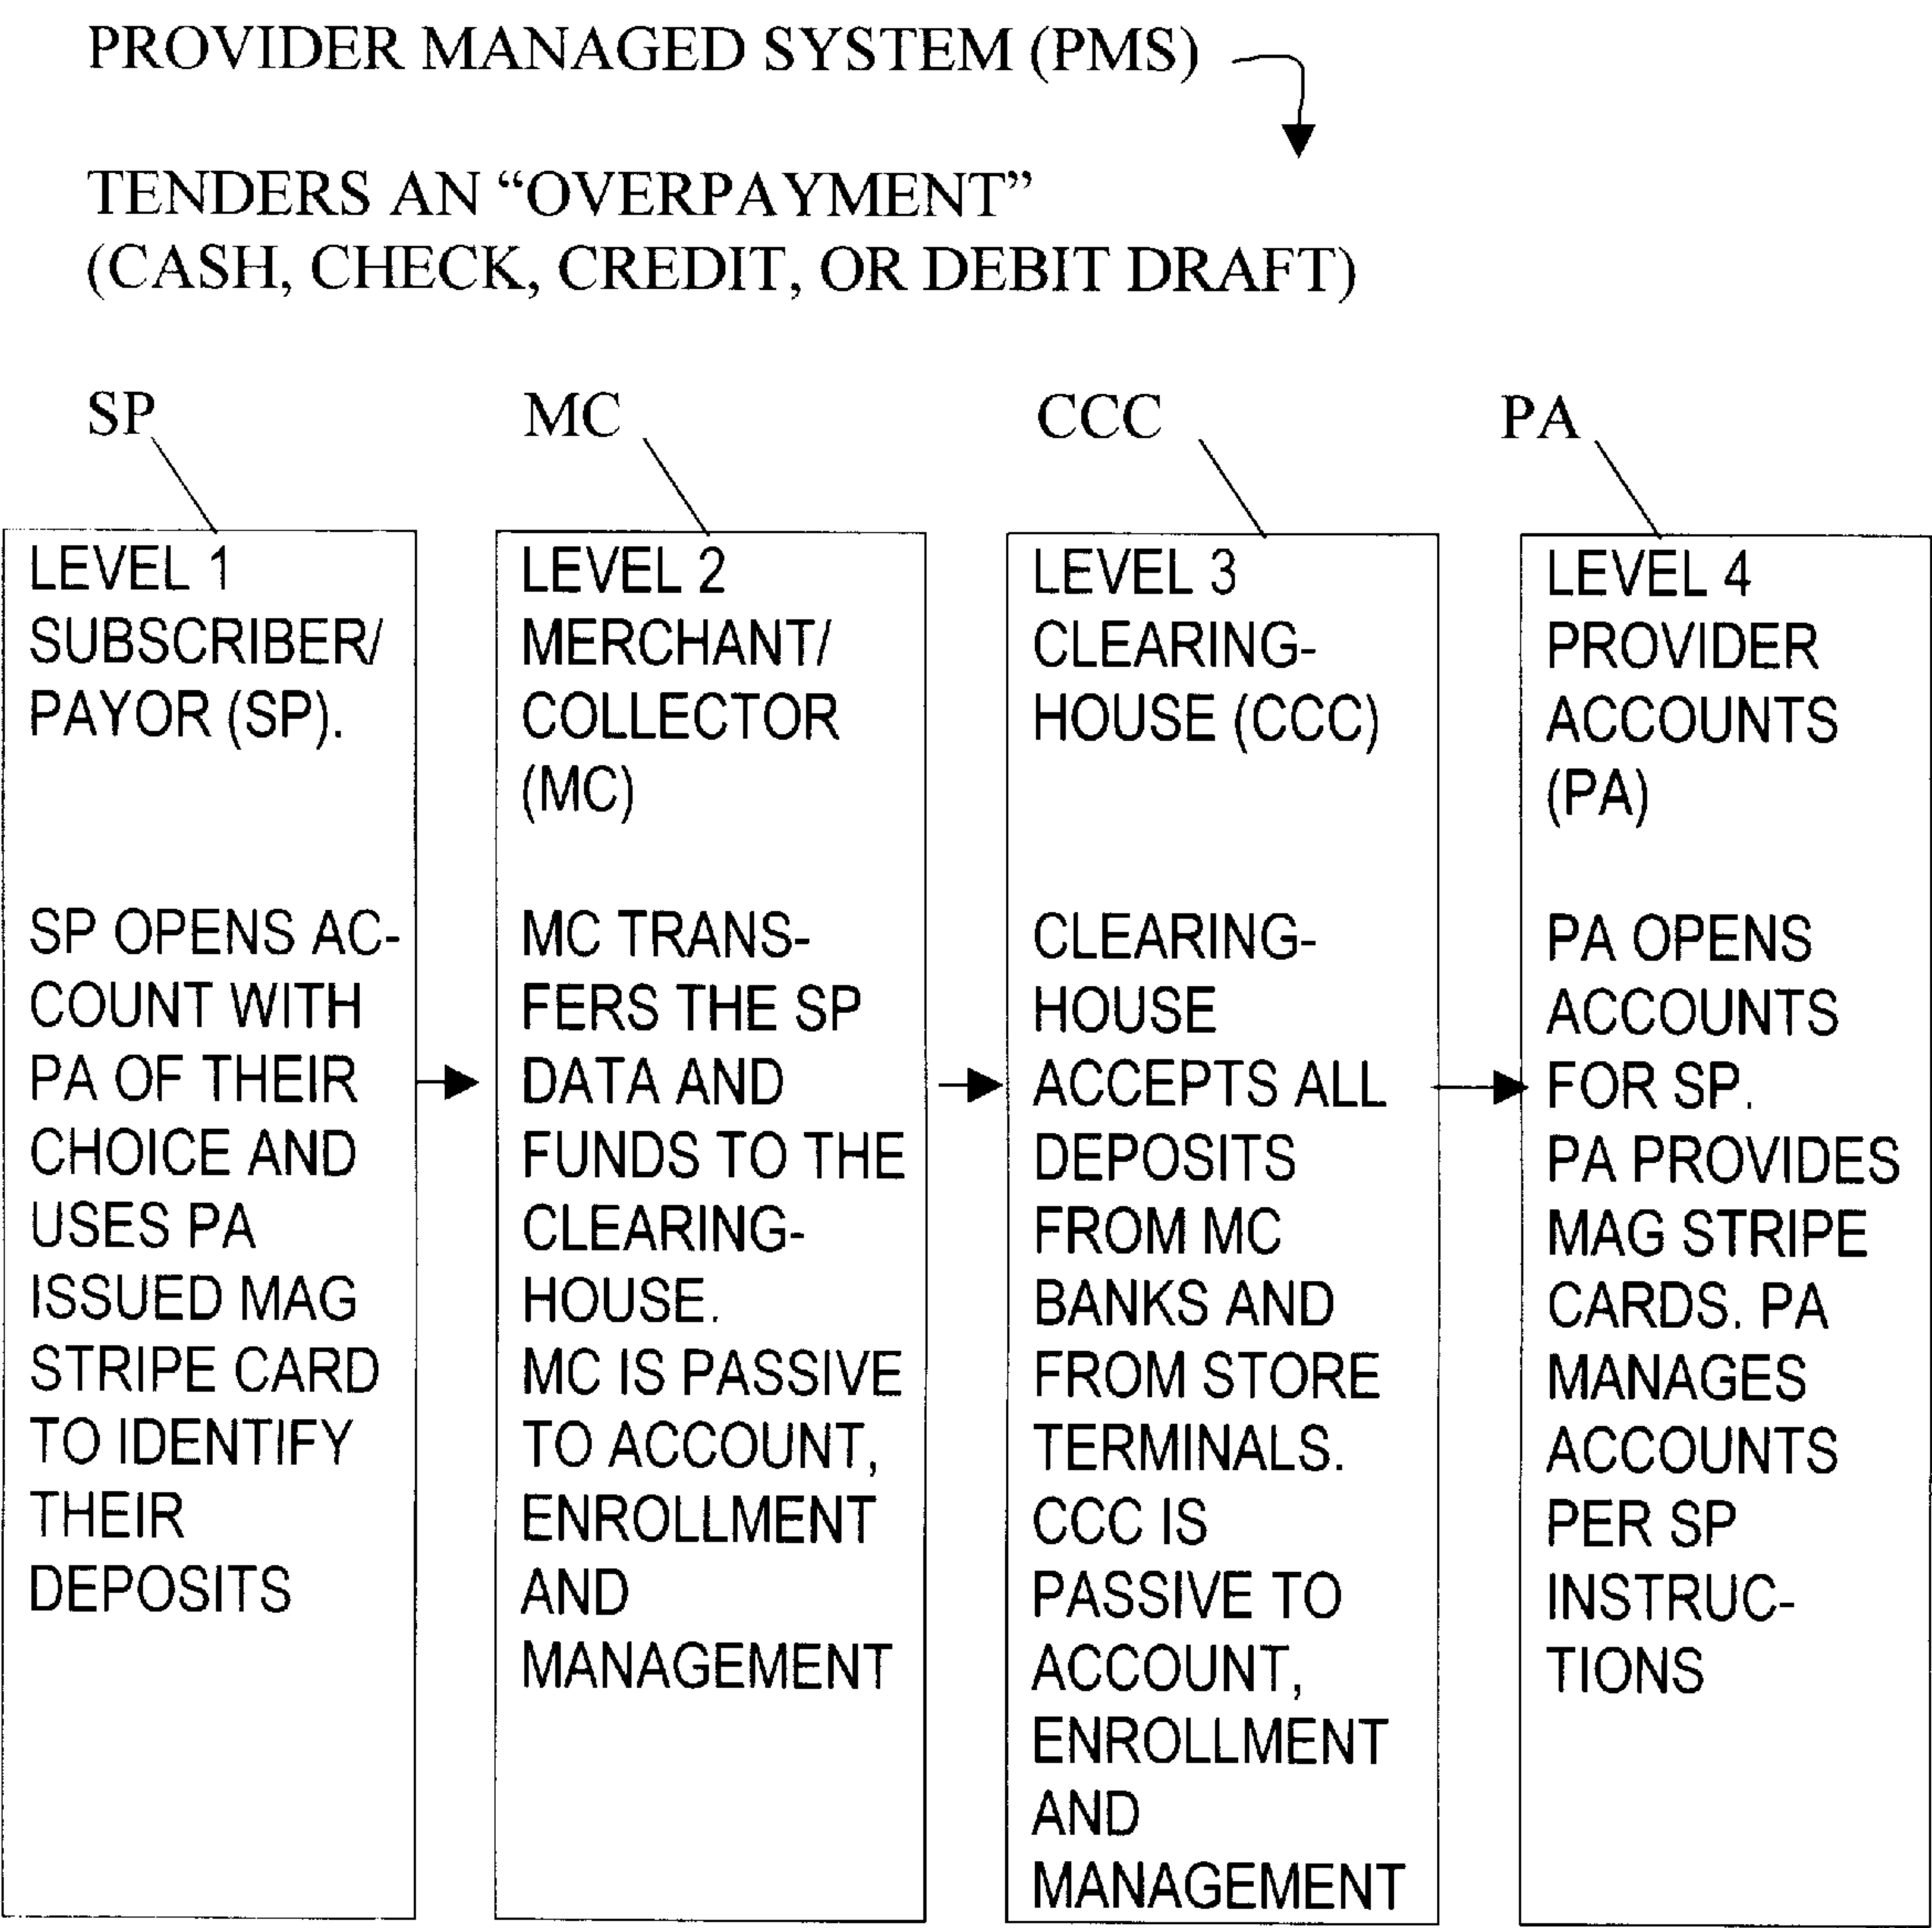 PROVIDER MANAGED SYSTEM (PMS)
TENDERS AN “OVERPAYMENT”
(CASH, CHECK, CREDIT, OR DEBIT DRAFT)
SP
MC
CCC
PA
LEVEL 1
SUBSCRIBER/
PAYOR (SP).
SP OPENS AC-
COUNT WITH
PA OF THEIR
CHOICE AND
USES PA
ISSUED MAG
STRIPE CARD
TO IDENTIFY
THEIR
DEPOSITS
LEVEL 2
MERCHANT/
COLLECTOR
(MC)
MC TRANS-
FERS THE SP
DATA AND
FUNDS TO THE
CLEARING-
HOUSE.
MC IS PASSIVE
TO ACCOUNT,
ENROLLMENT
AND
MANAGEMENT
LEVEL 3
CLEARING-
HOUSE (CCC)
CLEARING-
HOUSE
ACCEPTS ALL
DEPOSITS
FROM MC
BANKS AND
FROM STORE
TERMINALS.
CCC IS
PASSIVE TO
ACCOUNT,
ENROLLMENT
AND
MANAGEMENT
LEVEL 4
PROVIDER
ACCOUNTS
(PA)
PA OPENS
ACCOUNTS
FOR SP.
PA PROVIDES
MAG STRIPE
CARDS. PA
MANAGES
ACCOUNTS
PER SP
INSTRUC-
TIONS